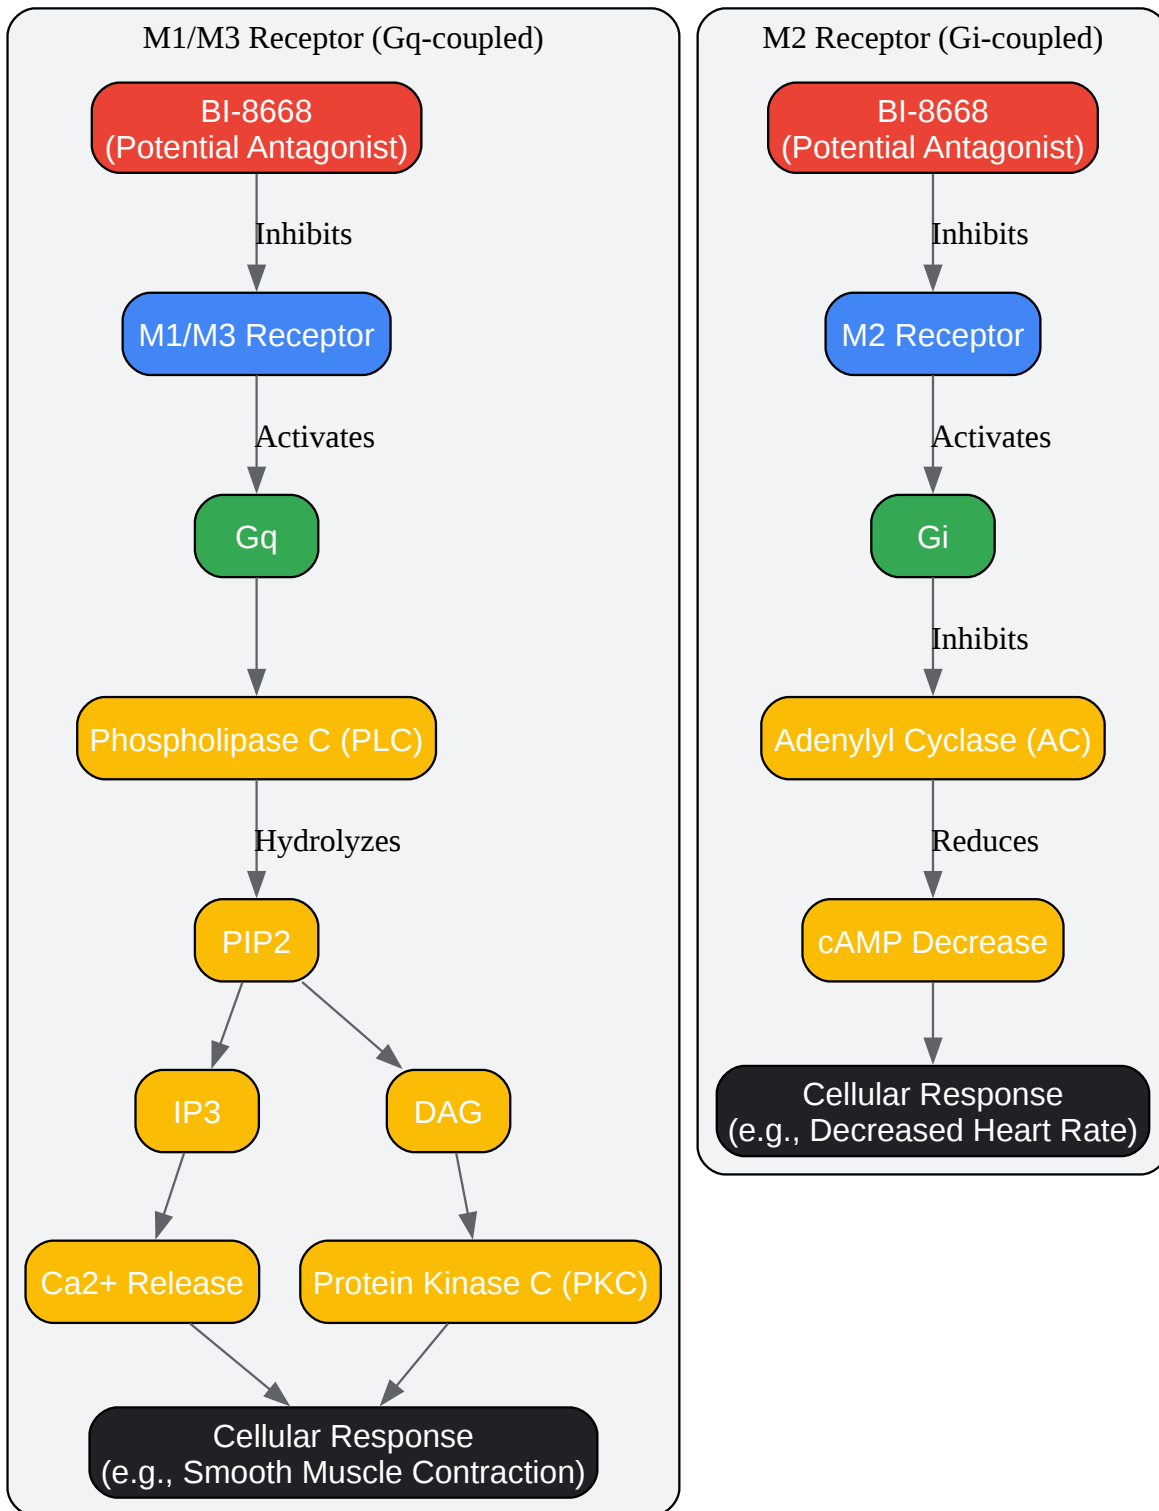 M1/M3 Receptor (Gq-coupled)
BI-8668
(Potential Antagonist)
Inhibits
M1/M3 Receptor
Activates
Gq
Phospholipase C (PLC)
Hydrolyzes
PIP2
IP3
DAG
Ca2+ Release
Protein Kinase C (PKC)
Cellular Response
(e.g., Smooth Muscle Contraction)
M2 Receptor (Gi-coupled)
BI-8668
(Potential Antagonist)
Inhibits
M2 Receptor
Activates
Gi
Inhibits
Adenylyl Cyclase (AC)
Reduces
cAMP Decrease
Cellular Response
(e.g., Decreased Heart Rate)